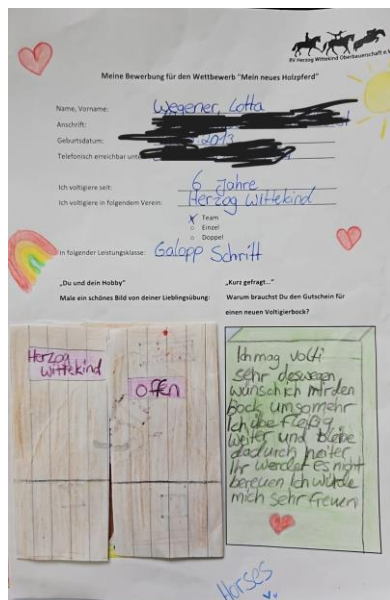 RV Herzog Wittekind Oberbauerschaft e.V.
Meine Bewerbung für den Wettbewerb "Mein neues Holzpferd"
Name, Vorname: Wegener, Lotta
Anschrift:
Geburtsdatum: 2013
Telefonisch erreichbar unter
Ich voltigiere seit: 6 Jahre
Ich voltigiere in folgendem Verein: Herzog Wittekind
X Team
o Einzel
o Doppel
In folgender Leistungsklasse: Galopp Schritt
„Du und dein Hobby"
Male ein schönes Bild von deiner Lieblingsübung:
Herzog
Wittekind
offen
„Kurz gefragt..."
Warum brauchst Du den Gutschein für
einen neuen Voltigierbock?
Ich mag Volti
sehr deswegen
wünsch ich mir den
Bock umso mehr
Ich übe fleißig
weiter und bleibe
dadurch heiter
Ihr werdet es nicht
bereuen Ich würde
mich sehr freuen
Horses